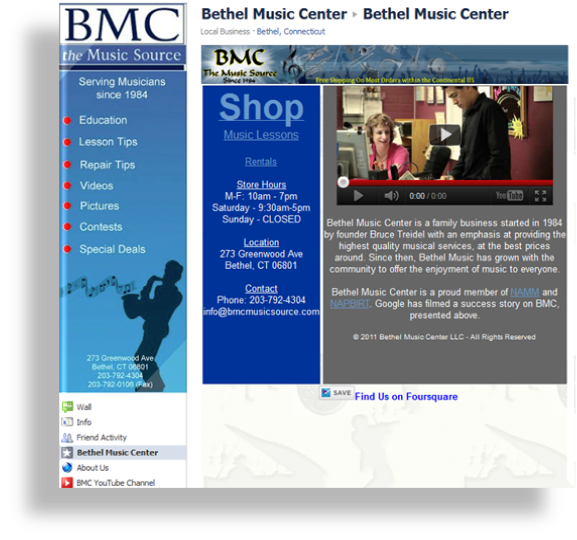 BMC
the Music Source
Serving Musicians
since 1984
Education
Lesson Tips
Repair Tips
Videos
Pictures
Contests
Special Deals
273 Greenwood Ave
Bethel, CT 06801
203-792-4304
203-792-0106 (Fax)
Wall
Info
Friend Activity
Bethel Music Center
About Us
BMC YouTube Channel
Bethel Music Center ▸ Bethel Music Center
Local Business · Bethel, Connecticut
BMC
The Music Source
Since 1984
Free Shopping On Most Orders within the Continental US
Shop
Music Lessons
Rentals
Store Hours
M-F: 10am - 7pm
Saturday - 9:30am-5pm
Sunday - CLOSED
Location
273 Greenwood Ave
Bethel, CT 06801
Contact
Phone: 203-792-4304
info@bmcmusicsource.com
0:00 / 0:00
YouTube
Bethel Music Center is a family business started in 1984
by founder Bruce Treidel with an emphasis at providing the
highest quality musical services, at the best prices
around. Since then, Bethel Music has grown with the
community to offer the enjoyment of music to everyone.
Bethel Music Center is a proud member of NAMM and
NAPBIRT. Google has filmed a success story on BMC,
presented above.
© 2011 Bethel Music Center LLC - All Rights Reserved
SAVE Find Us on Foursquare